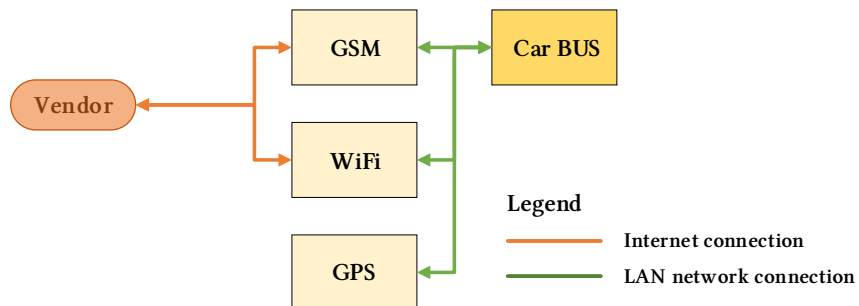 GSM
Car BUS
Vendor
WiFi
Legend
Internet connection
GPS
LAN network connection